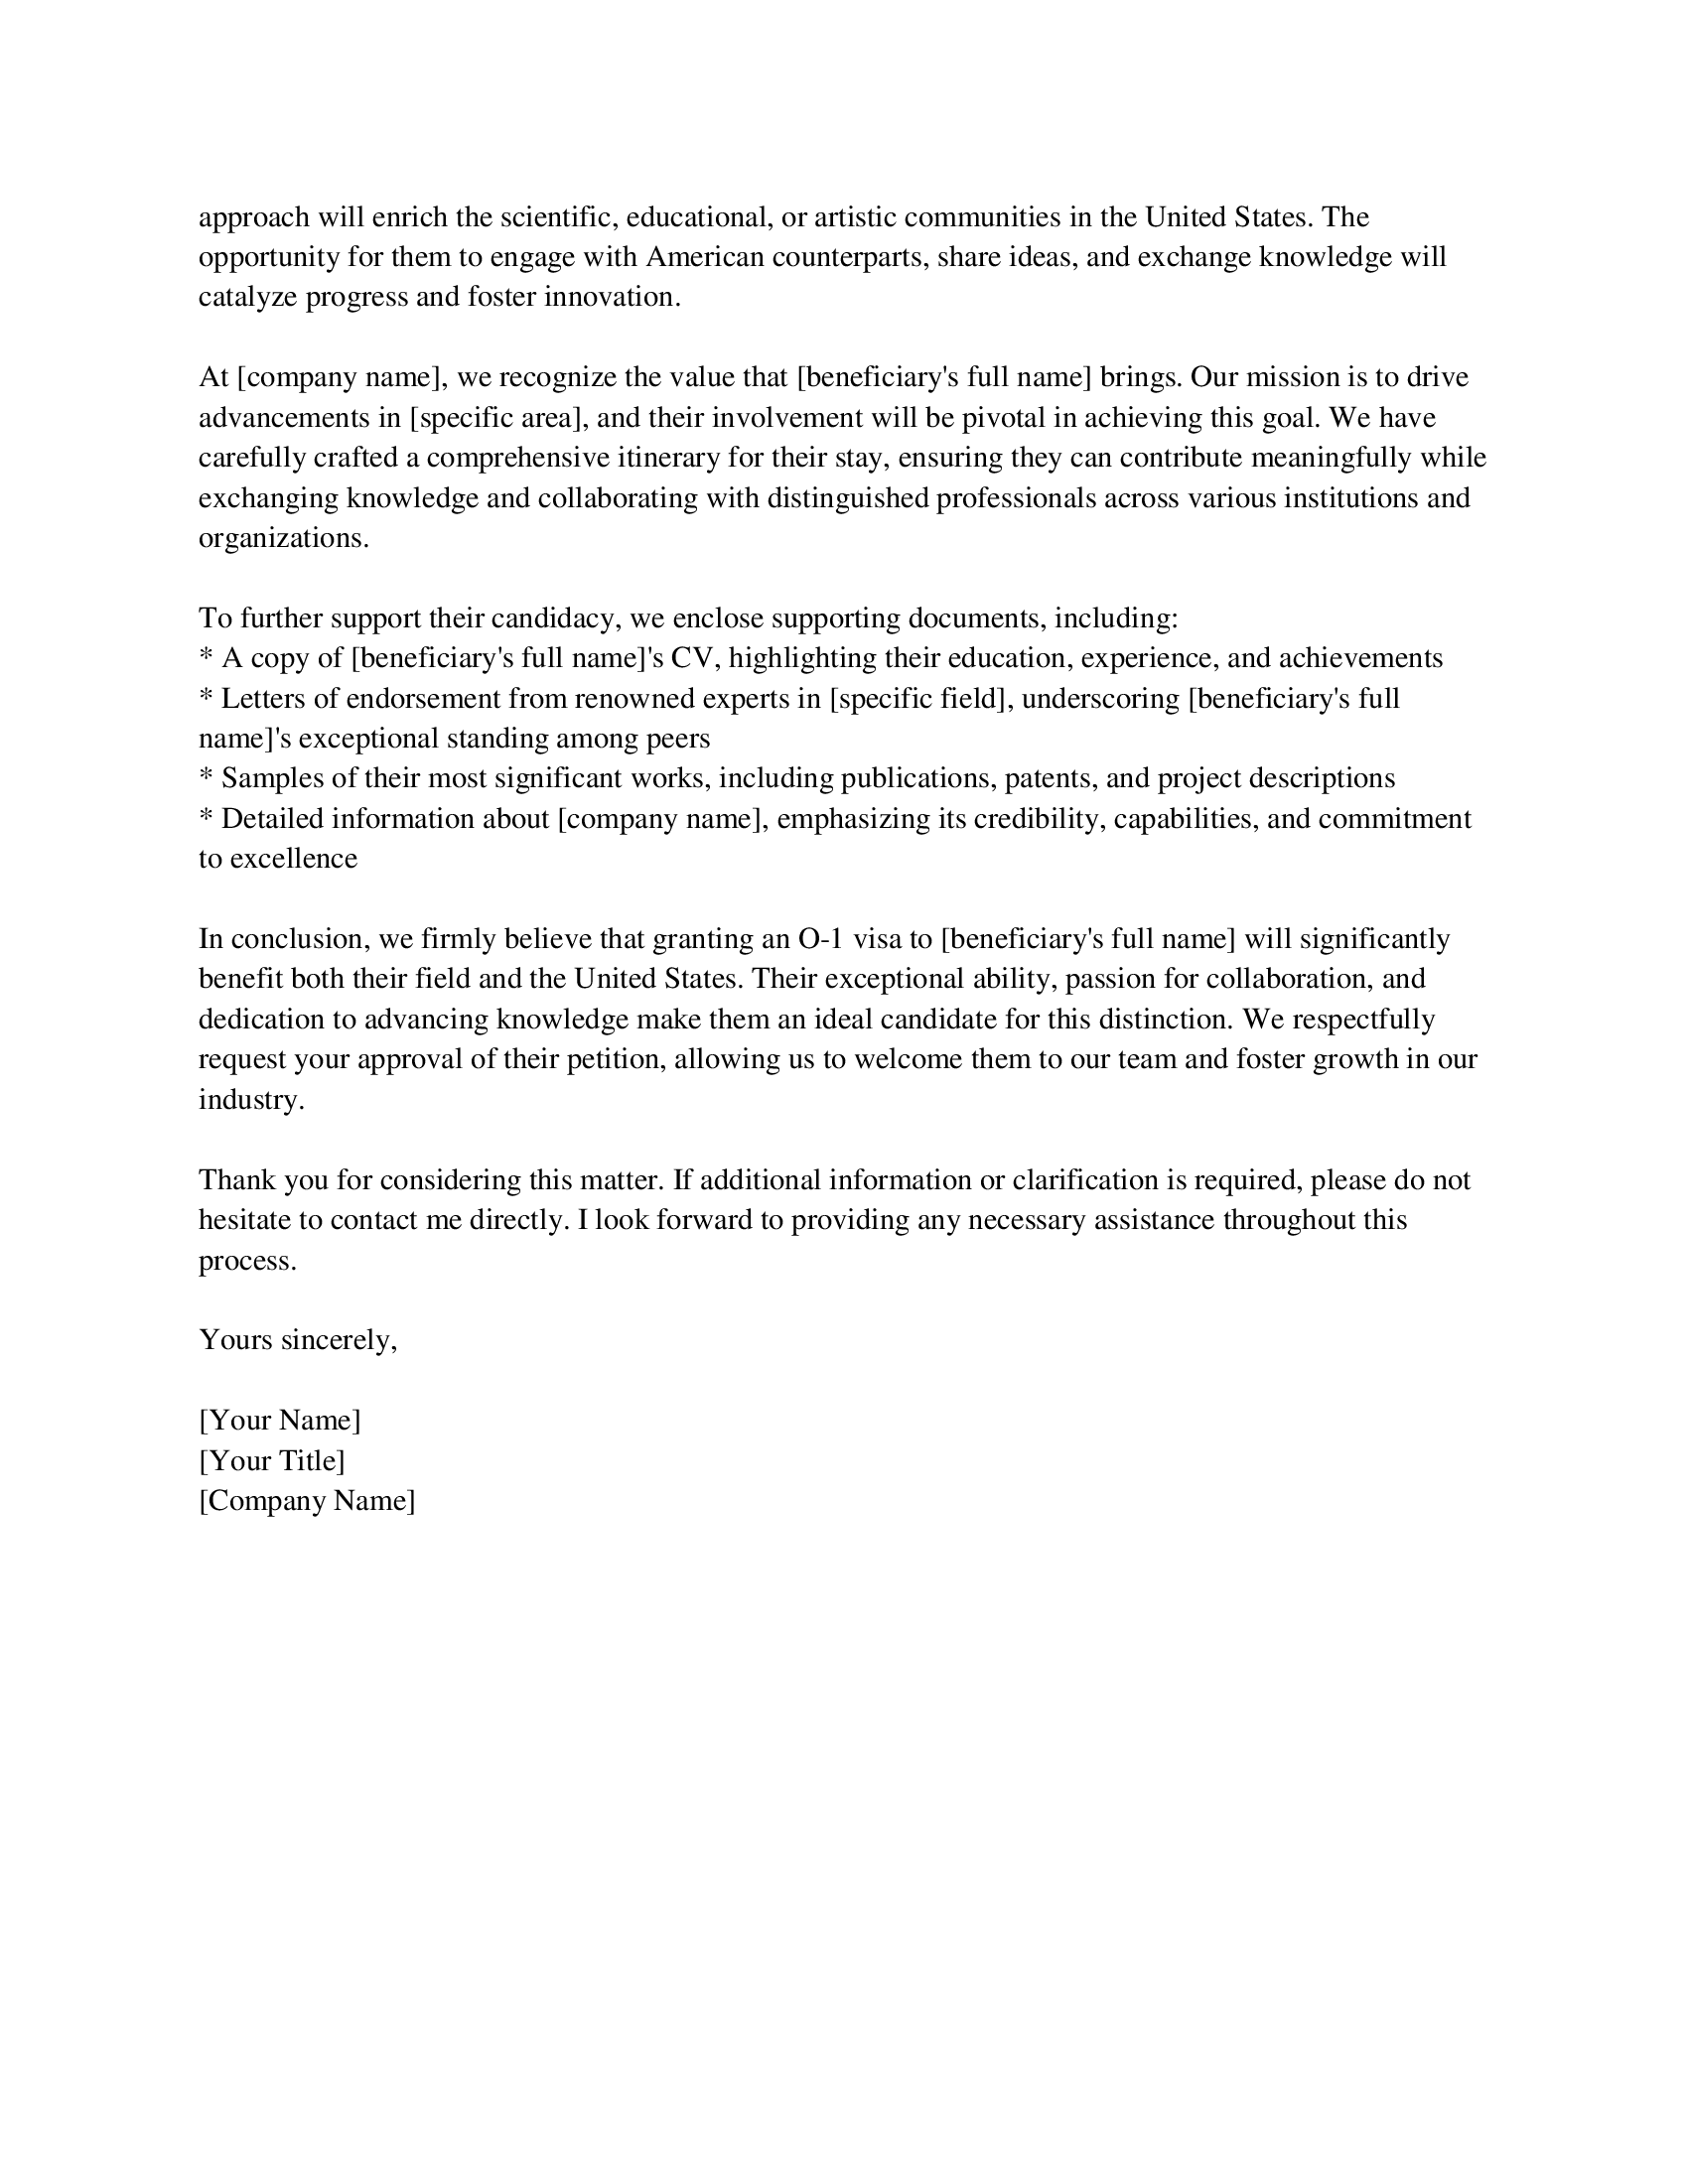 approach will enrich the scientific, educational, or artistic communities in the United States. The
opportunity for them to engage with American counterparts, share ideas, and exchange knowledge will
catalyze progress and foster innovation.
At [company name], we recognize the value that [beneficiary's full name] brings. Our mission is to drive
advancements in [specific area], and their involvement will be pivotal in achieving this goal. We have
carefully crafted a comprehensive itinerary for their stay, ensuring they can contribute meaningfully while
exchanging knowledge and collaborating with distinguished professionals across various institutions and
organizations.
To further support their candidacy, we enclose supporting documents, including:
* A copy of [beneficiary's full name]'s CV, highlighting their education, experience, and achievements
* Letters of endorsement from renowned experts in [specific field], underscoring [beneficiary's full
name]'s exceptional standing among peers
* Samples of their most significant works, including publications, patents, and project descriptions
* Detailed information about [company name], emphasizing its credibility, capabilities, and commitment
to excellence
In conclusion, we firmly believe that granting an O-1 visa to [beneficiary's full name] will significantly
benefit both their field and the United States. Their exceptional ability, passion for collaboration, and
dedication to advancing knowledge make them an ideal candidate for this distinction. We respectfully
request your approval of their petition, allowing us to welcome them to our team and foster growth in our
industry.
Thank you for considering this matter. If additional information or clarification is required, please do not
hesitate to contact me directly. I look forward to providing any necessary assistance throughout this
process.
Yours sincerely,
[Your Name]
[Your Title]
[Company Name]